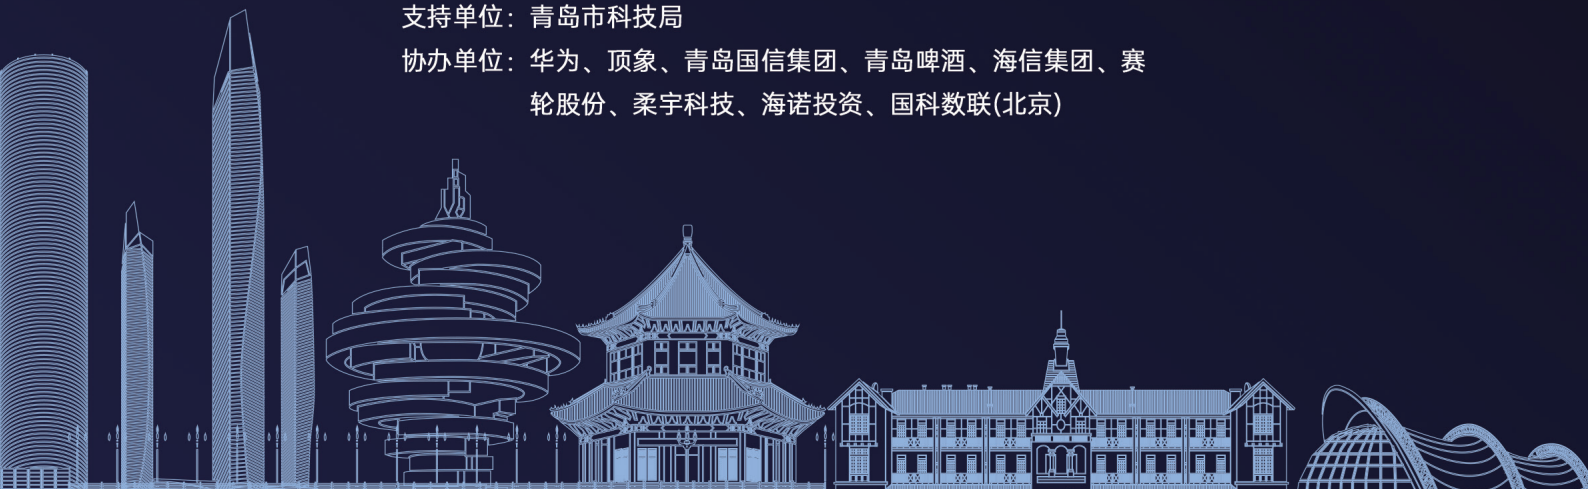 支持单位：青岛市科技局
协办单位：华为、顶象、青岛国信集团、青岛啤酒、海信集团、赛
轮股份、柔宇科技、海诺投资、国科数联(北京)